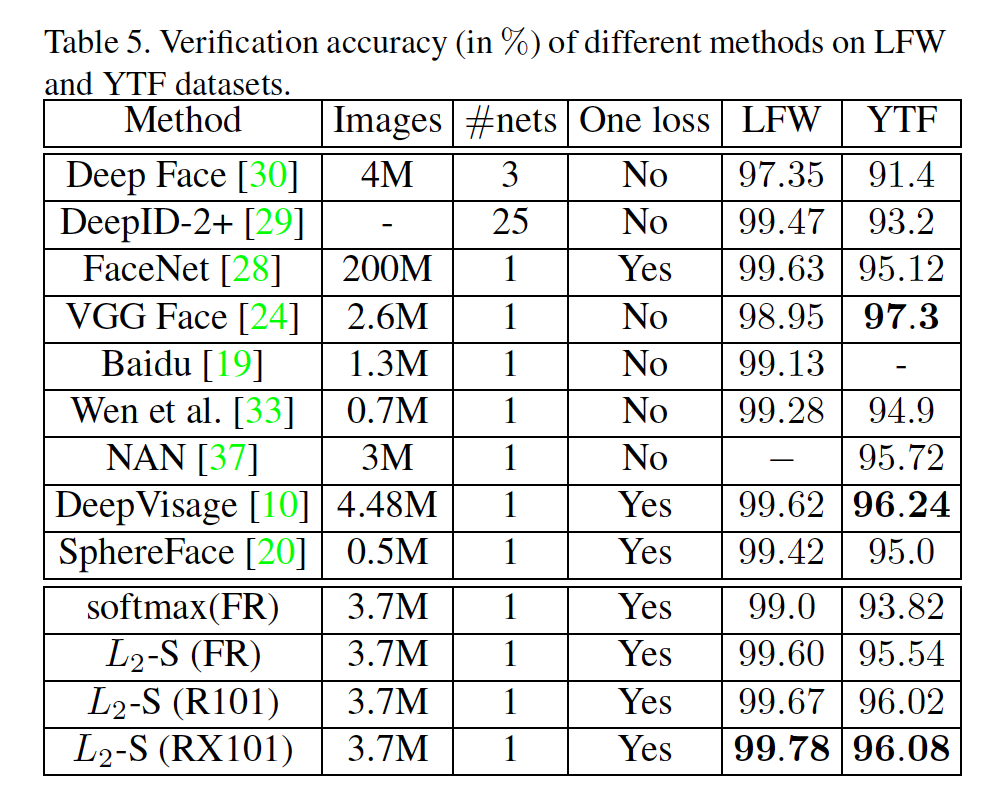 Table 5. Verification accuracy (in %) of different methods on LFW
and YTF datasets.
Method Images #nets One loss LFW YTF
Deep Face [30] 4M 3 No 97.35 91.4
DeepID-2+ [29] - 25 No 99.47 93.2
FaceNet [28] 200M 1 Yes 99.63 95.12
VGG Face [24] 2.6M 1 No 98.95 97.3
Baidu [19] 1.3M 1 No 99.13 -
Wen et al. [33] 0.7M 1 No 99.28 94.9
NAN [37] 3M 1 No − 95.72
DeepVisage [10] 4.48M 1 Yes 99.62 96.24
SphereFace [20] 0.5M 1 Yes 99.42 95.0
softmax(FR) 3.7M 1 Yes 99.0 93.82
L₂-S (FR) 3.7M 1 Yes 99.60 95.54
L₂-S (R101) 3.7M 1 Yes 99.67 96.02
L₂-S (RX101) 3.7M 1 Yes 99.78 96.08